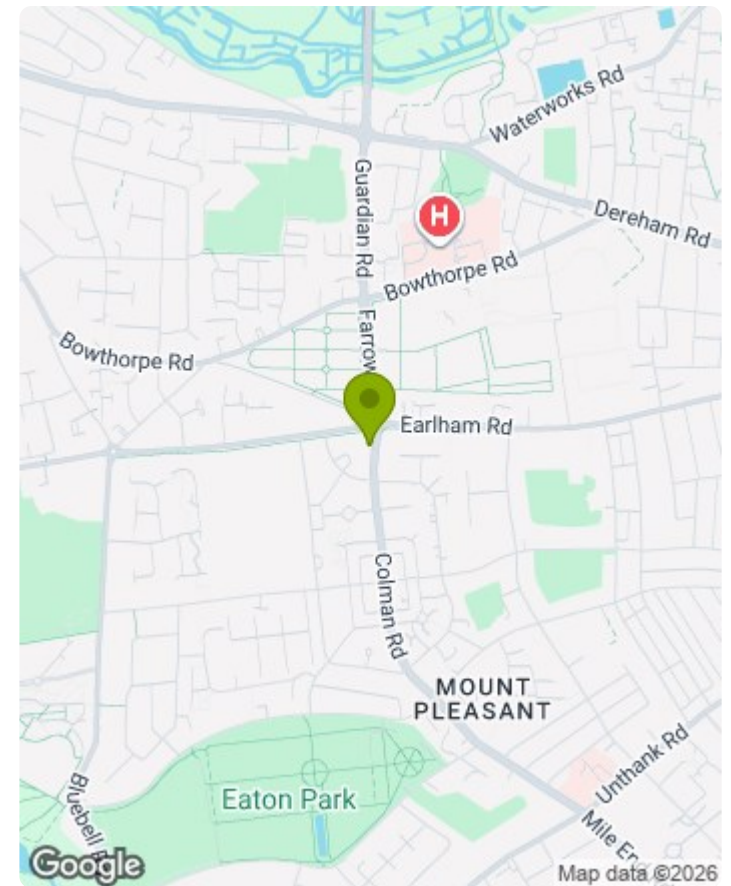 Waterworks Rd
Guardian Rd
H
Dereham Rd
Bowthorpe Rd
Farrow
Bowthorpe Rd
Earlham Rd
Colman Rd
MOUNT
PLEASANT
Unthank Rd
Eaton Park
Bluebell
Mile
Google
Map data ©2026